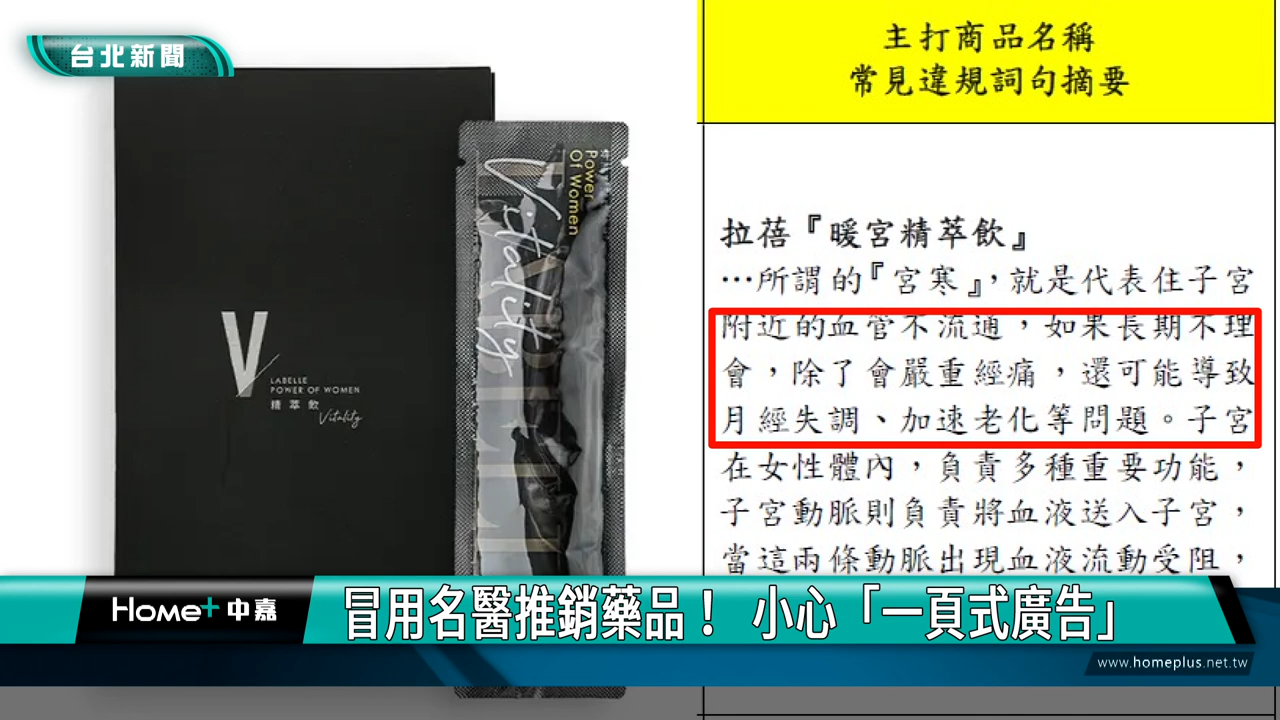 台北新聞
主打商品名稱
常見違規詞句摘要
Power
Of Women
Vitality
V
LABELLE
POWER OF WOMEN
精萃飲
Vitality
拉蓓『暖宮精萃飲』
…所謂的『宮寒』，就是代表住子宮
附近的血管不流通，如果長期不理
會，除了會嚴重經痛，還可能導致
月經失調、加速老化等問題。子宮
在女性體內，負責多種重要功能，
子宮動脈則負責將血液送入子宮，
當這兩條動脈出現血液流動受阻，
Home+中嘉
冒用名醫推銷藥品！ 小心「一頁式廣告」
www.homeplus.net.tw